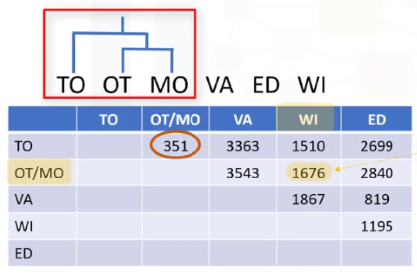 TO OT MO VA ED WI
TO OT/MO VA WI ED
TO 351 3363 1510 2699
OT/MO 3543 1676 2840
VA 1867 819
WI 1195
ED